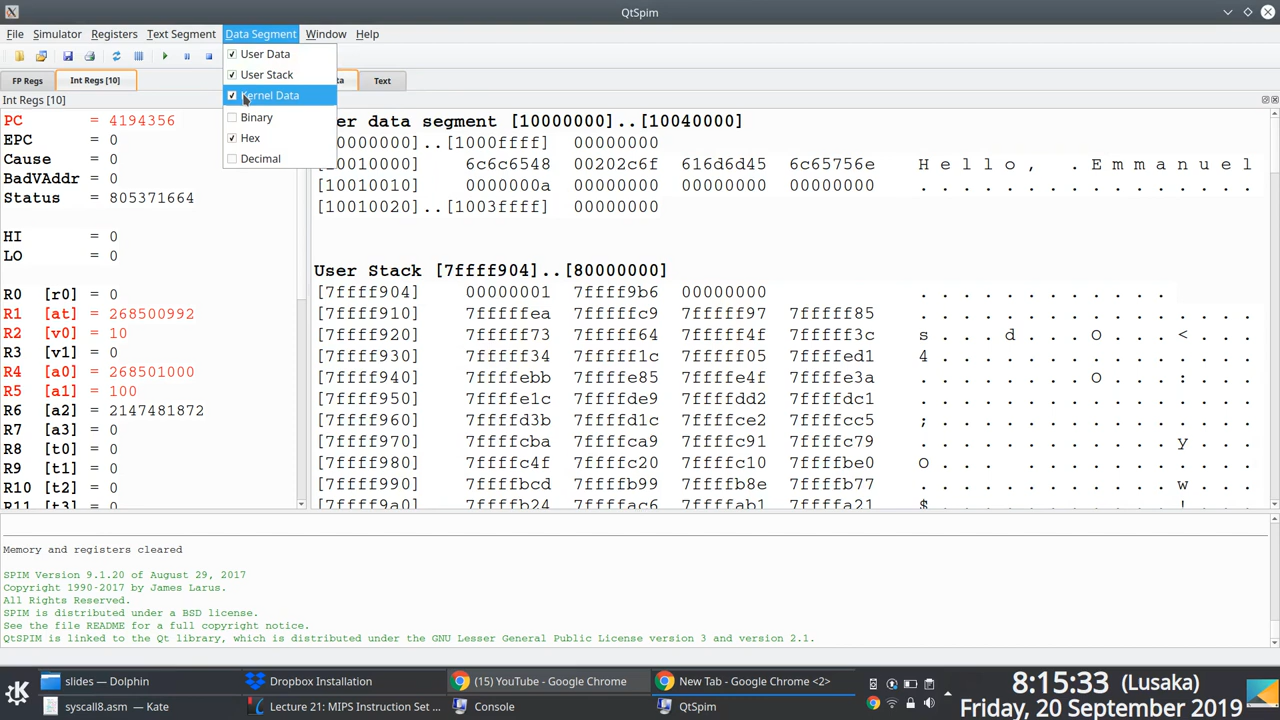 QtSpim
File Simulator Registers Text Segment Data Segment Window Help
User Data
User Stack
Kernel Data
Binary
Hex
Decimal
FP Regs Int Regs [10] Text
Int Regs [10]
PC = 4194356
EPC = 0
Cause = 0
BadVAddr = 0
Status = 805371664
HI = 0
LO = 0
R0 [r0] = 0
R1 [at] = 268500992
R2 [v0] = 10
R3 [v1] = 0
R4 [a0] = 268501000
R5 [a1] = 100
R6 [a2] = 2147481872
R7 [a3] = 0
R8 [t0] = 0
R9 [t1] = 0
R10 [t2] = 0
R11 [t3] = 0
er data segment [10000000]..[10040000]
0000000]..[1000ffff] 00000000
[10010000] 6c6c6548 00202c6f 616d6d45 6c65756e H e l l o , . E m m a n u e l
[10010010] 0000000a 00000000 00000000 00000000 . . . . . . . . . . . . . . . .
[10010020]..[1003ffff] 00000000
User Stack [7ffff904]..[80000000]
[7ffff904] 00000001 7ffff9b6 00000000 . . . . . . . . . . . .
[7ffff910] 7fffffea 7fffffc9 7fffff97 7fffff85 . . . . . . . . . . . . . . . .
[7ffff920] 7fffff73 7fffff64 7fffff4f 7fffff3c s . . . d . . . O . . . < . . .
[7ffff930] 7fffff34 7fffff1c 7fffff05 7ffffed1 4 . . . . . . . . . . . . . . .
[7ffff940] 7ffffebb 7ffffe85 7ffffe4f 7ffffe3a . . . . . . . . O . . . : . . .
[7ffff950] 7ffffe1c 7ffffde9 7ffffdd2 7ffffdc1 . . . . . . . . . . . . . . . .
[7ffff960] 7ffffd3b 7ffffd1c 7ffffce2 7ffffcc5 ; . . . . . . . . . . . . . . .
[7ffff970] 7ffffcba 7ffffca9 7ffffc91 7ffffc79 . . . . . . . . . . . . y . . .
[7ffff980] 7ffffc4f 7ffffc20 7ffffc10 7ffffbe0 O . . . . . . . . . . . . . . .
[7ffff990] 7ffffbcd 7ffffb99 7ffffb8e 7ffffb77 . . . . . . . . . . . . w . . .
[7ffff9a0] 7ffffb24 7ffffac6 7ffffab1 7ffffa21 $ . . . . . . . . . . . ! . . .
Memory and registers cleared
SPIM Version 9.1.20 of August 29, 2017
Copyright 1990-2017 by James Larus.
All Rights Reserved.
SPIM is distributed under a BSD license.
See the file README for a full copyright notice.
QtSPIM is linked to the Qt library, which is distributed under the GNU Lesser General Public License version 3 and version 2.1.
slides — Dolphin Dropbox Installation (15) YouTube - Google Chrome New Tab - Google Chrome <2>
syscall8.asm — Kate Lecture 21: MIPS Instruction Set ... Console QtSpim
8:15:33 (Lusaka)
Friday, 20 September 2019